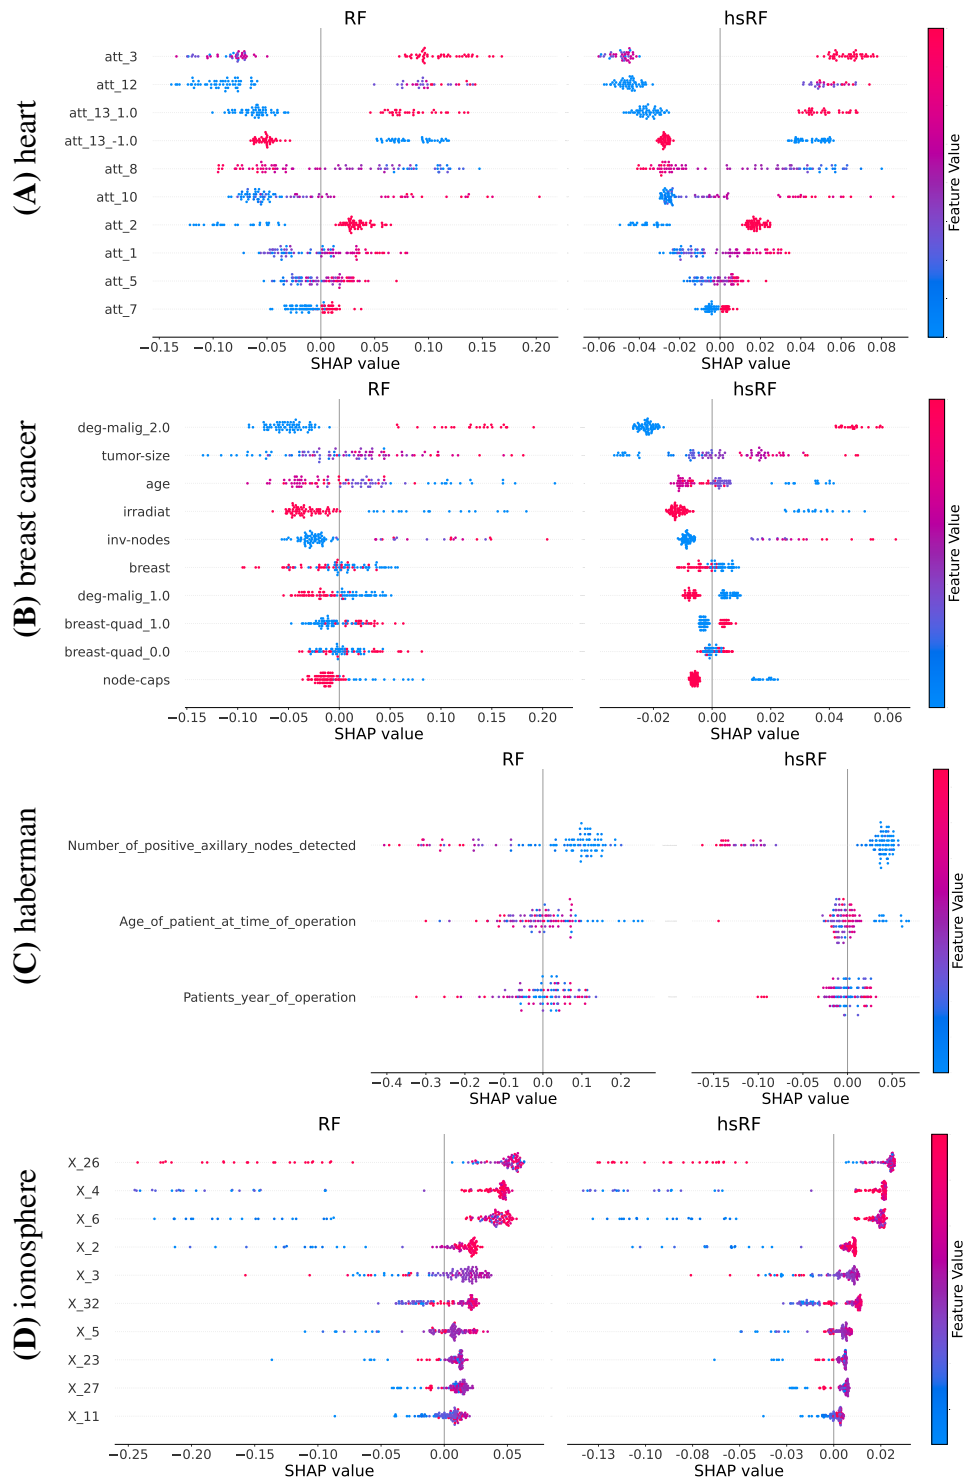 (A) heart
RF
hsRF
att_3
att_12
att_13_1.0
att_13_-1.0
att_8
att_10
att_2
att_1
att_5
att_7
−0.15 −0.10 −0.05 0.00 0.05 0.10 0.15 0.20
SHAP value
-0.06 -0.04 -0.02 0.00 0.02 0.04 0.06 0.08
SHAP value
Feature Value
(B) breast cancer
RF
hsRF
deg-malig_2.0
tumor-size
age
irradiat
inv-nodes
breast
deg-malig_1.0
breast-quad_1.0
breast-quad_0.0
node-caps
−0.15 −0.10 −0.05 0.00 0.05 0.10 0.15 0.20
SHAP value
-0.02 0.00 0.02 0.04 0.06
SHAP value
Feature Value
(C) haberman
RF
hsRF
Number_of_positive_axillary_nodes_detected
Age_of_patient_at_time_of_operation
Patients_year_of_operation
−0.4 −0.3 −0.2 −0.1 0.0 0.1 0.2
SHAP value
-0.15 -0.10 -0.05 0.00 0.05
SHAP value
Feature Value
(D) ionosphere
RF
hsRF
X_26
X_4
X_6
X_2
X_3
X_32
X_5
X_23
X_27
X_11
−0.25 −0.20 −0.15 −0.10 −0.05 0.00 0.05
SHAP value
-0.13 -0.10 -0.08 -0.05 -0.03 0.00 0.02
SHAP value
Feature Value